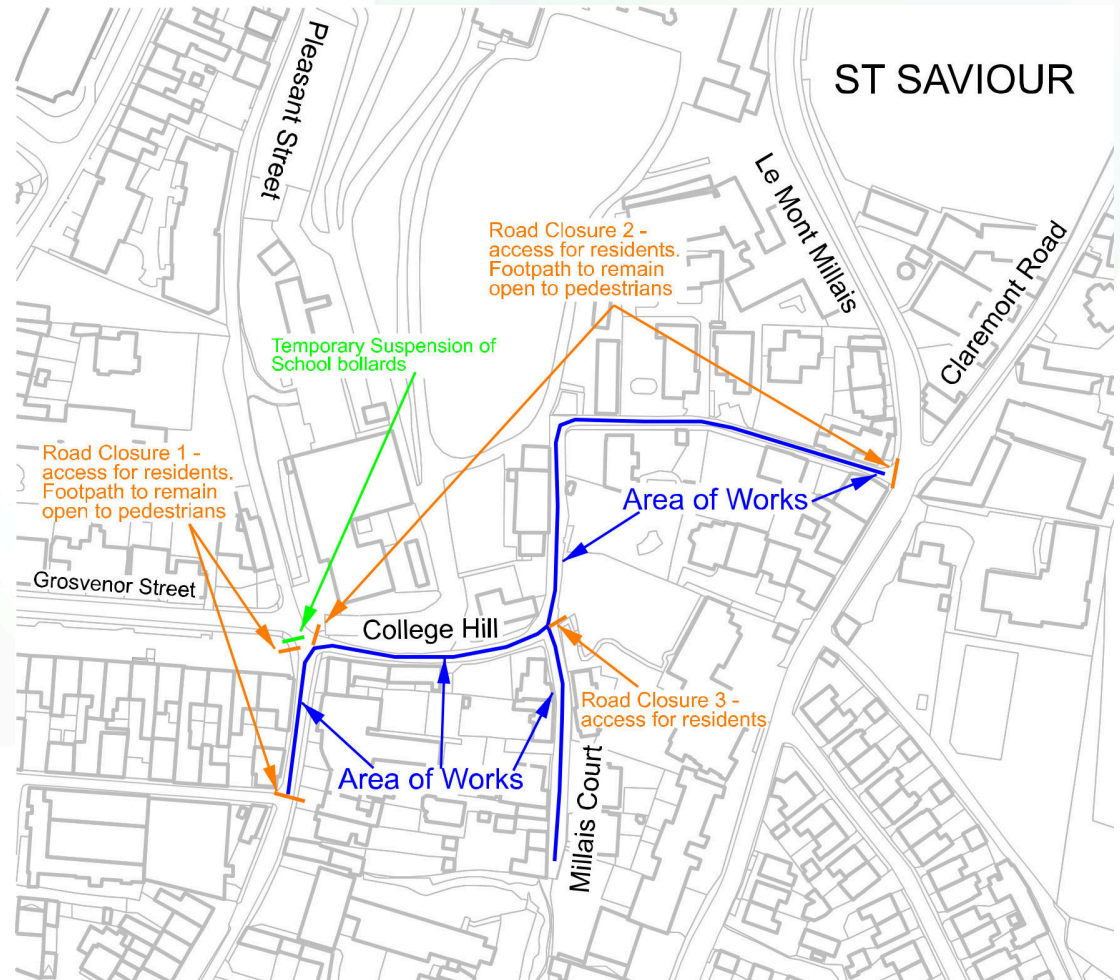 Pleasant Street
ST SAVIOUR
Le Mont Millais
Claremont Road
Road Closure 2 -
access for residents.
Footpath to remain
open to pedestrians
Temporary Suspension of
School bollards
Road Closure 1 -
access for residents.
Footpath to remain
open to pedestrians
Area of Works
Grosvenor Street
College Hill
Road Closure 3 -
access for residents
Area of Works
Millais Court